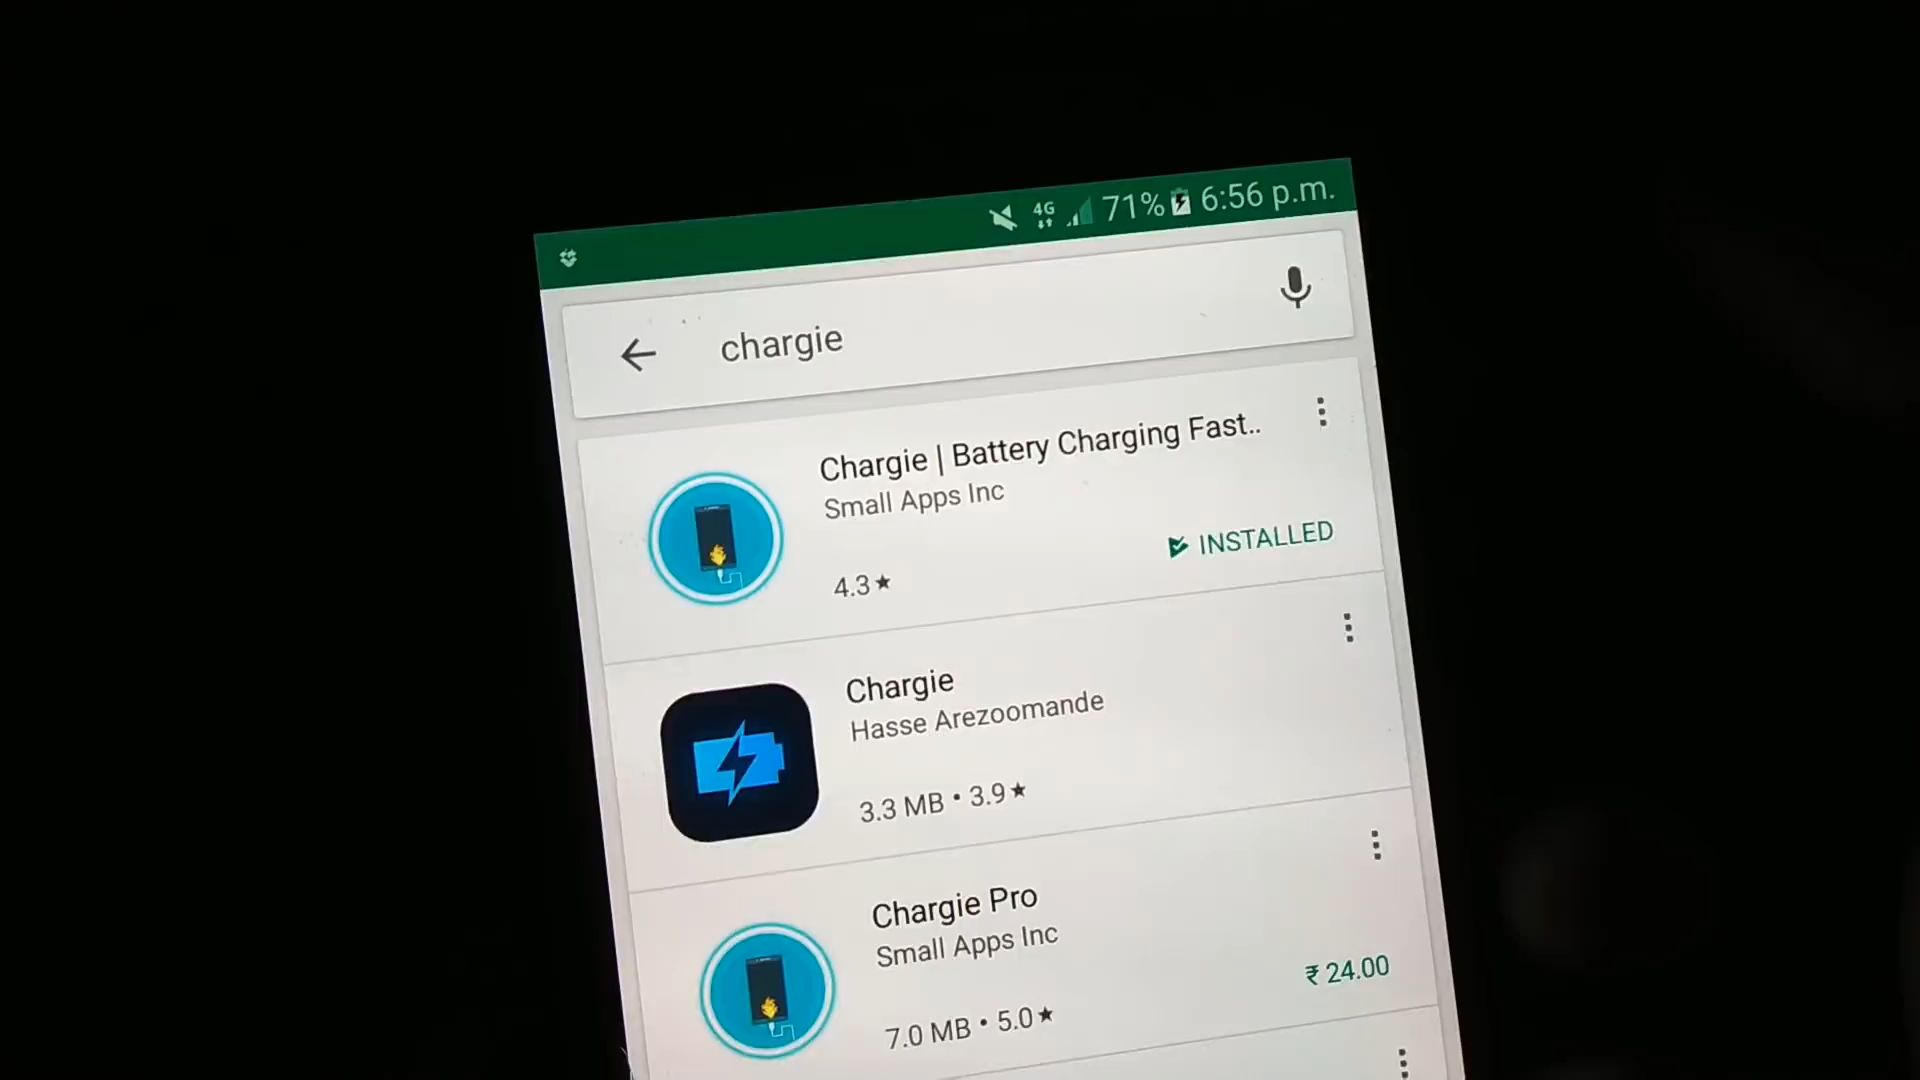 4G 71% 6:56 p.m.
chargie
Chargie | Battery Charging Fast..
Small Apps Inc
INSTALLED
4.3★
Chargie
Hasse Arezoomande
3.3 MB • 3.9★
Chargie Pro
Small Apps Inc
₹ 24.00
7.0 MB • 5.0★